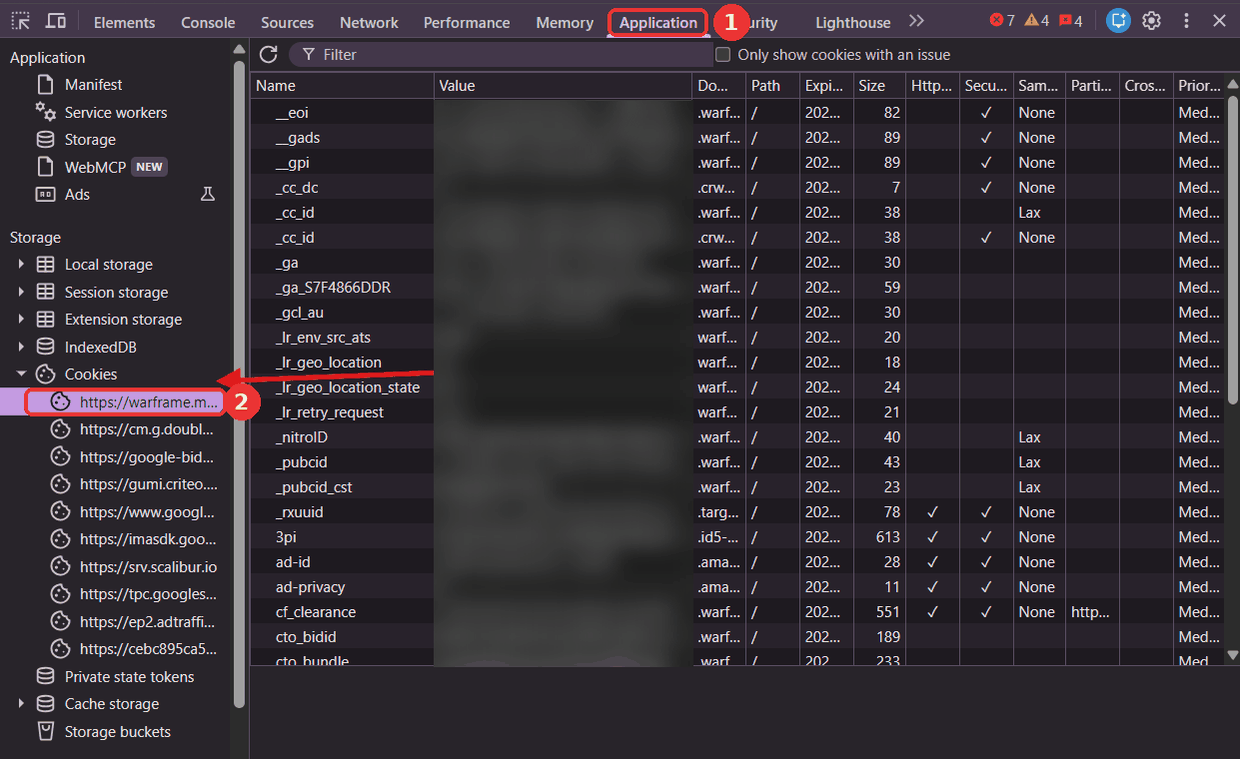 Elements Console Sources Network Performance Memory Application 1 urity Lighthouse 7 4 4
Application
Manifest
Service workers
Storage
WebMCP NEW
Ads
Storage
Local storage
Session storage
Extension storage
IndexedDB
Cookies
https://warframe.m... 2
https://cm.g.doubl...
https://google-bid...
https://gumi.criteo....
https://www.googl...
https://imasdk.goo...
https://srv.scalibur.io
https://tpc.googles...
https://ep2.adtraffi...
https://cebc895ca5...
Private state tokens
Cache storage
Storage buckets
Filter Only show cookies with an issue
Name Value Do... Path Expi... Size Http... Secu... Sam... Parti... Cros... Prior...
__eoi .warf... / 202... 82 ✓ None Med...
__gads .warf... / 202... 89 ✓ None Med...
__gpi .warf... / 202... 89 ✓ None Med...
_cc_dc .crw... / 202... 7 ✓ None Med...
_cc_id .warf... / 202... 38 Lax Med...
_cc_id .crw... / 202... 38 ✓ None Med...
_ga .warf... / 202... 30 Med...
_ga_S7F4866DDR .warf... / 202... 59 Med...
_gcl_au .warf... / 202... 30 Med...
_lr_env_src_ats warf... / 202... 20 Med...
_lr_geo_location warf... / 202... 18 Med...
_lr_geo_location_state warf... / 202... 24 Med...
_lr_retry_request warf... / 202... 21 Med...
_nitroID .warf... / 202... 40 Lax Med...
_pubcid .warf... / 202... 43 Lax Med...
_pubcid_cst .warf... / 202... 23 Lax Med...
_rxuuid .targ... / 202... 78 ✓ ✓ None Med...
3pi .id5-... / 202... 613 ✓ ✓ None Med...
ad-id .ama... / 202... 28 ✓ ✓ None Med...
ad-privacy .ama... / 202... 11 ✓ ✓ None Med...
cf_clearance .warf... / 202... 551 ✓ ✓ None http... Med...
cto_bidid .warf... / 202... 189 Med...
cto_bundle .warf... / 202... 233 Med...